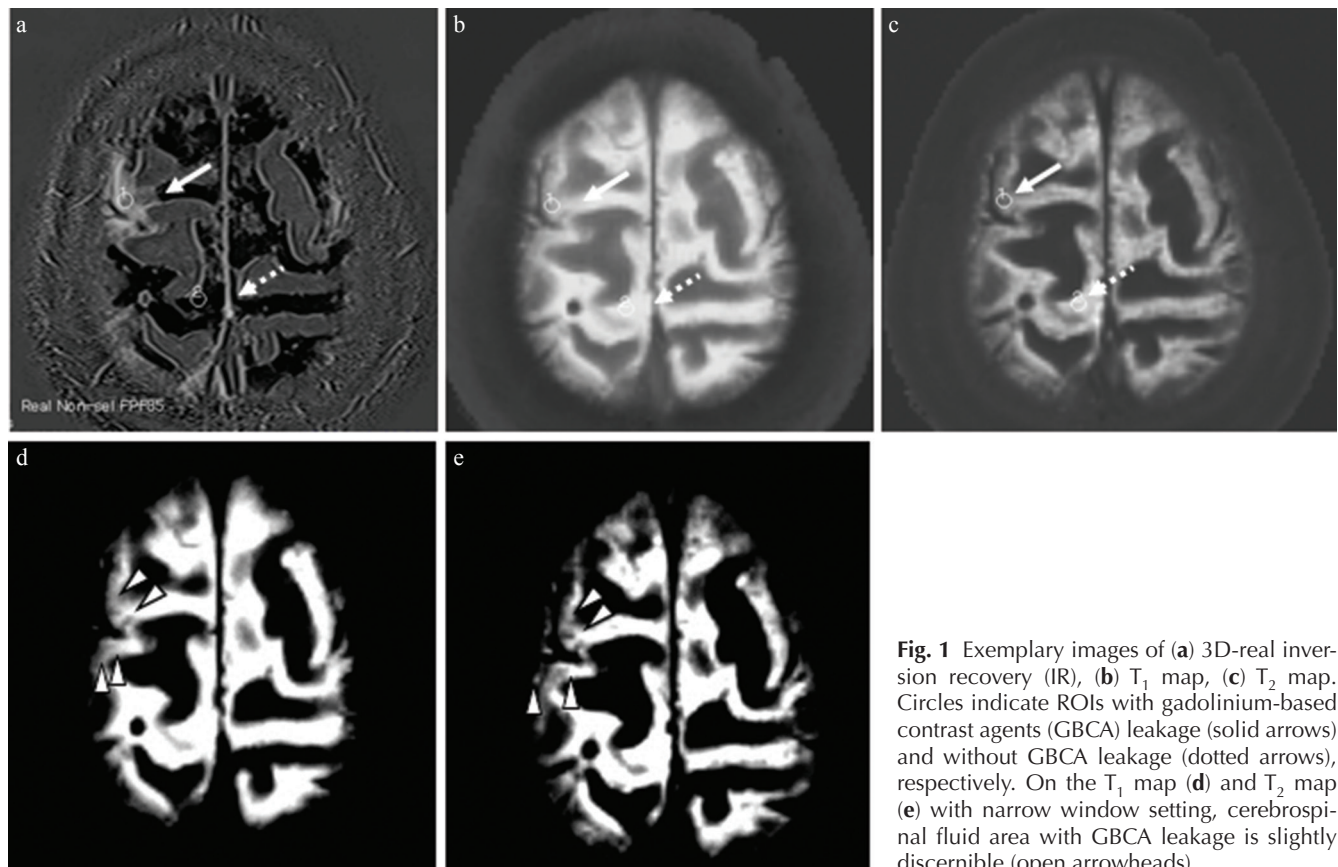 a
b
c
Real Non-sel FPF85
d
e
Fig. 1 Exemplary images of (a) 3D-real inver-
sion recovery (IR), (b) T1 map, (c) T2 map.
Circles indicate ROIs with gadolinium-based
contrast agents (GBCA) leakage (solid arrows)
and without GBCA leakage (dotted arrows),
respectively. On the T1 map (d) and T2 map
(e) with narrow window setting, cerebrospi-
nal fluid area with GBCA leakage is slightly
discernible (open arrowheads).